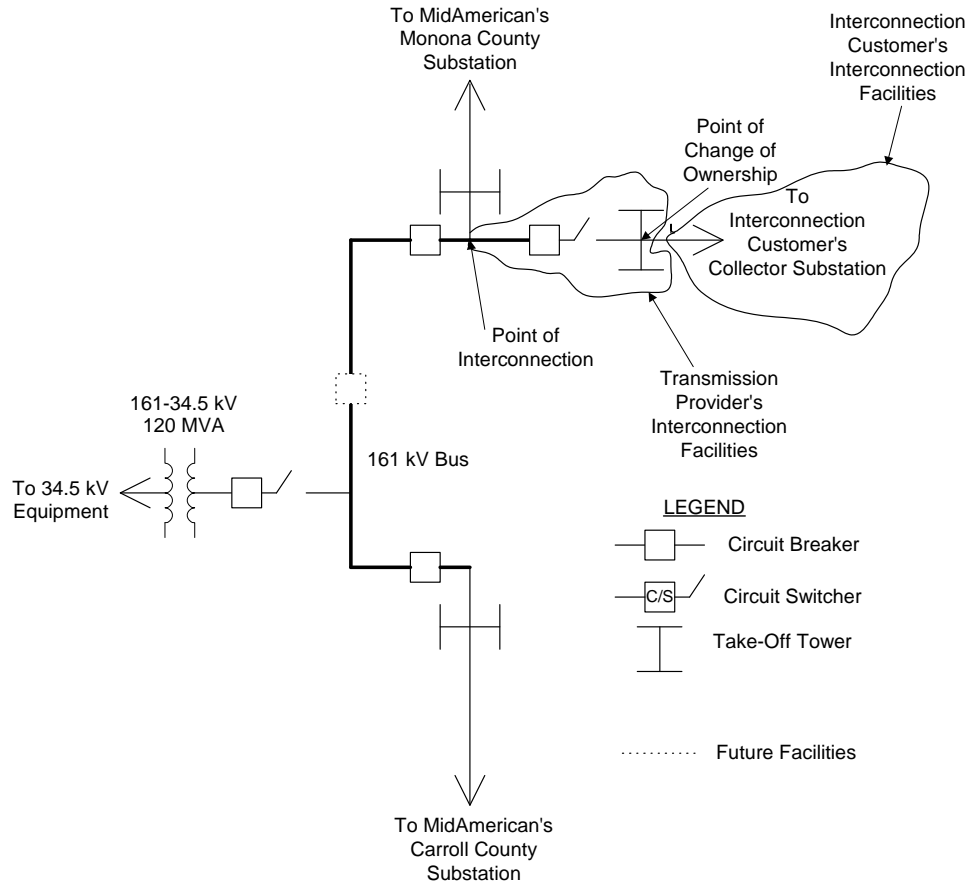 To MidAmerican's
Monona County
Substation
Interconnection
Customer's
Interconnection
Facilities
Point of
Change of
Ownership
To
Interconnection
Customer's
Collector Substation
L
Point of
Interconnection
Transmission
Provider's
Interconnection
Facilities
161-34.5 kV
120 MVA
161 kV Bus
To 34.5 kV
Equipment
LEGEND
Circuit Breaker
C/S
Circuit Switcher
Take-Off Tower
Future Facilities
To MidAmerican's
Carroll County
Substation